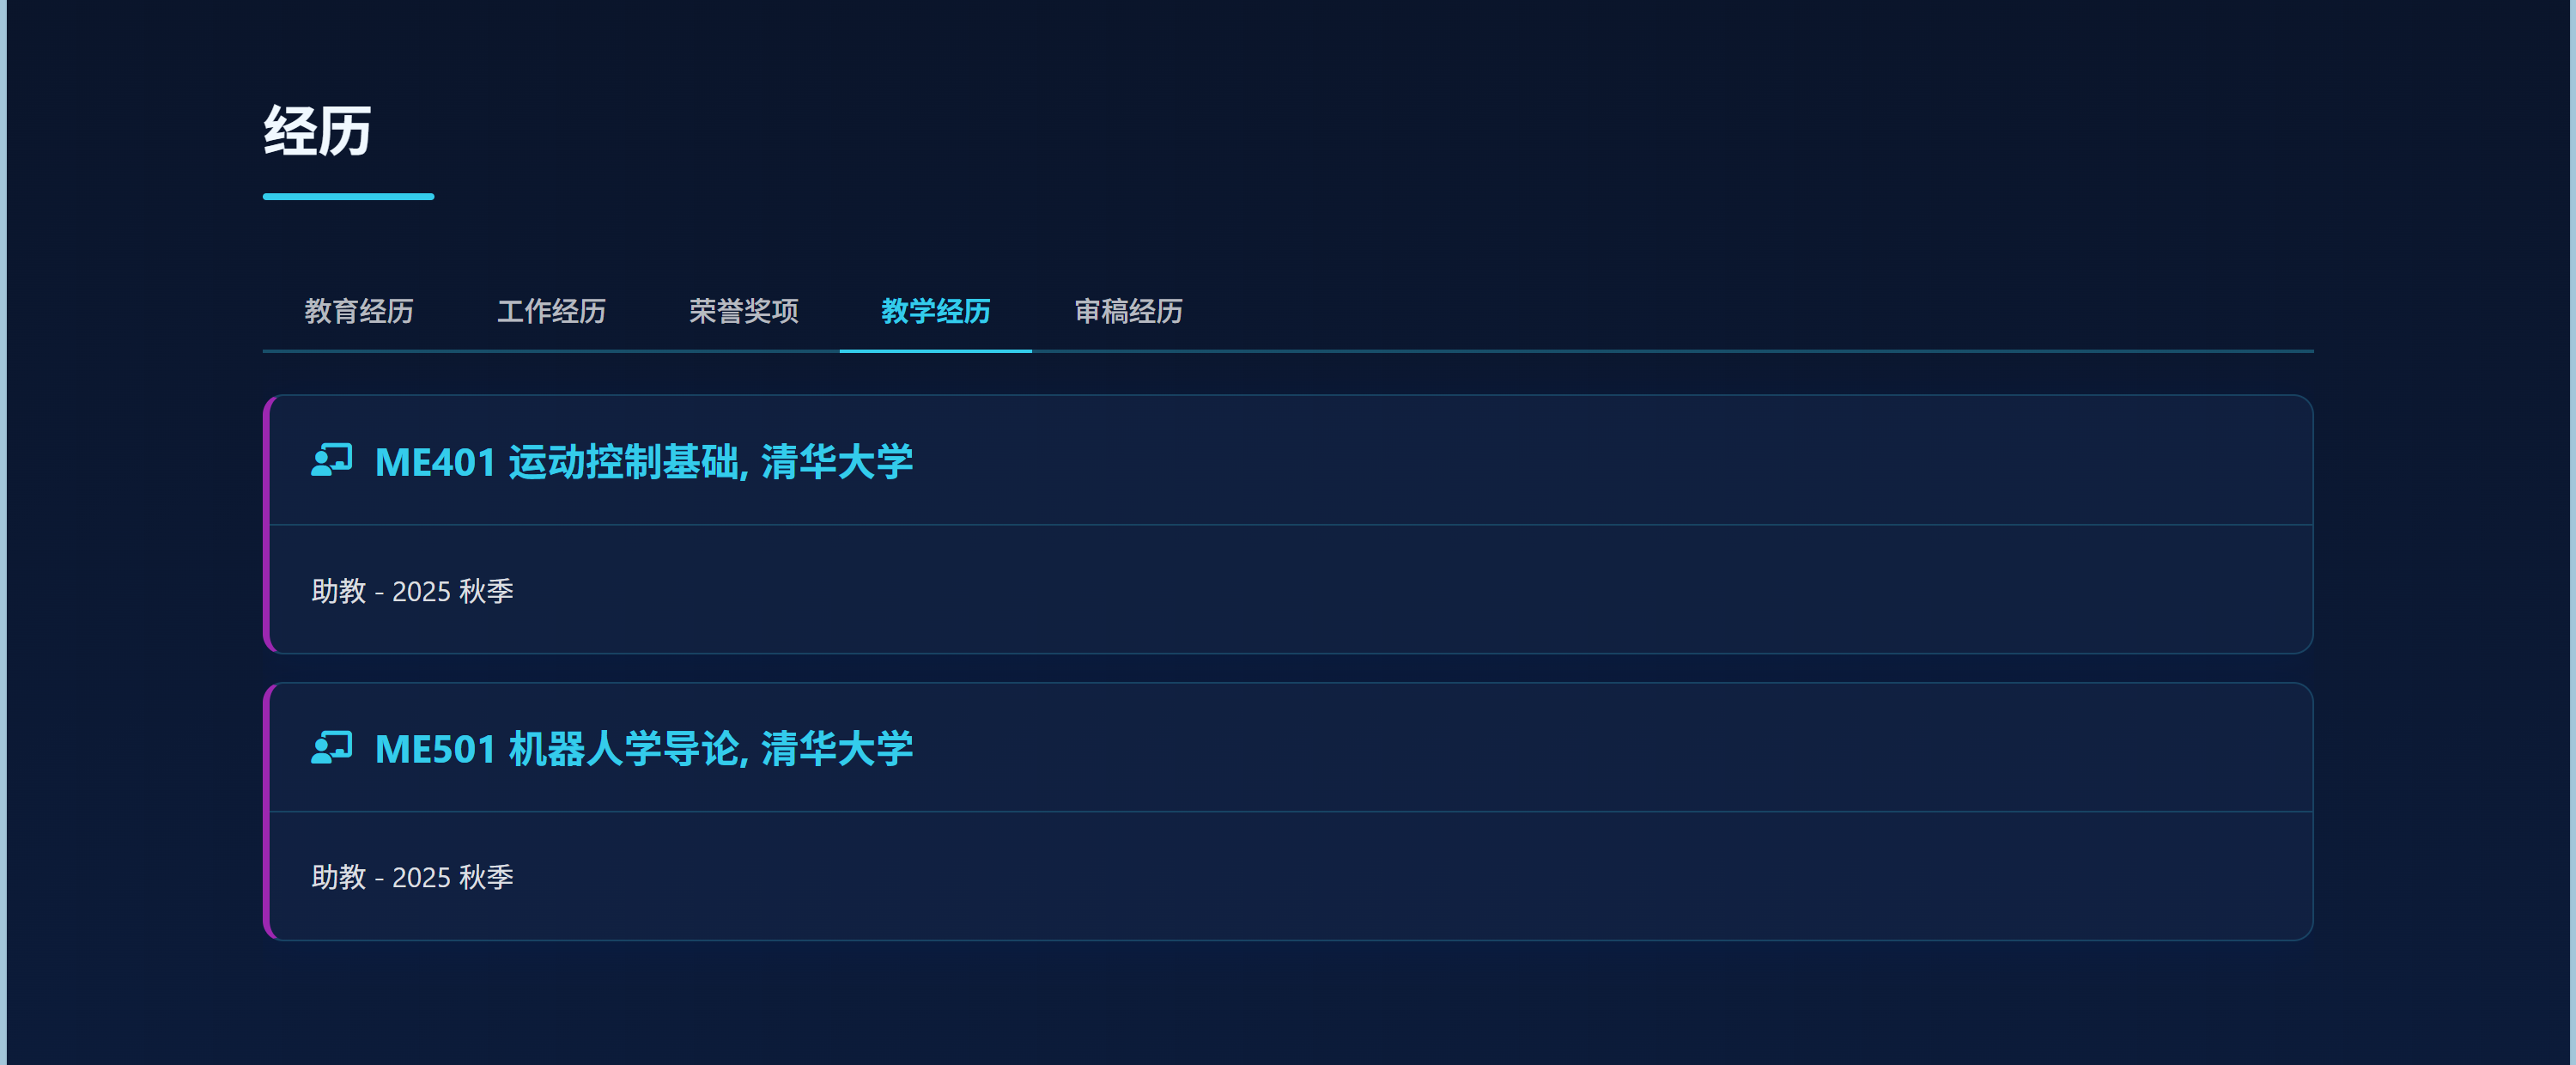 经历
教育经历 工作经历 荣誉奖项 教学经历 审稿经历
ME401 运动控制基础, 清华大学
助教 - 2025 秋季
ME501 机器人学导论, 清华大学
助教 - 2025 秋季